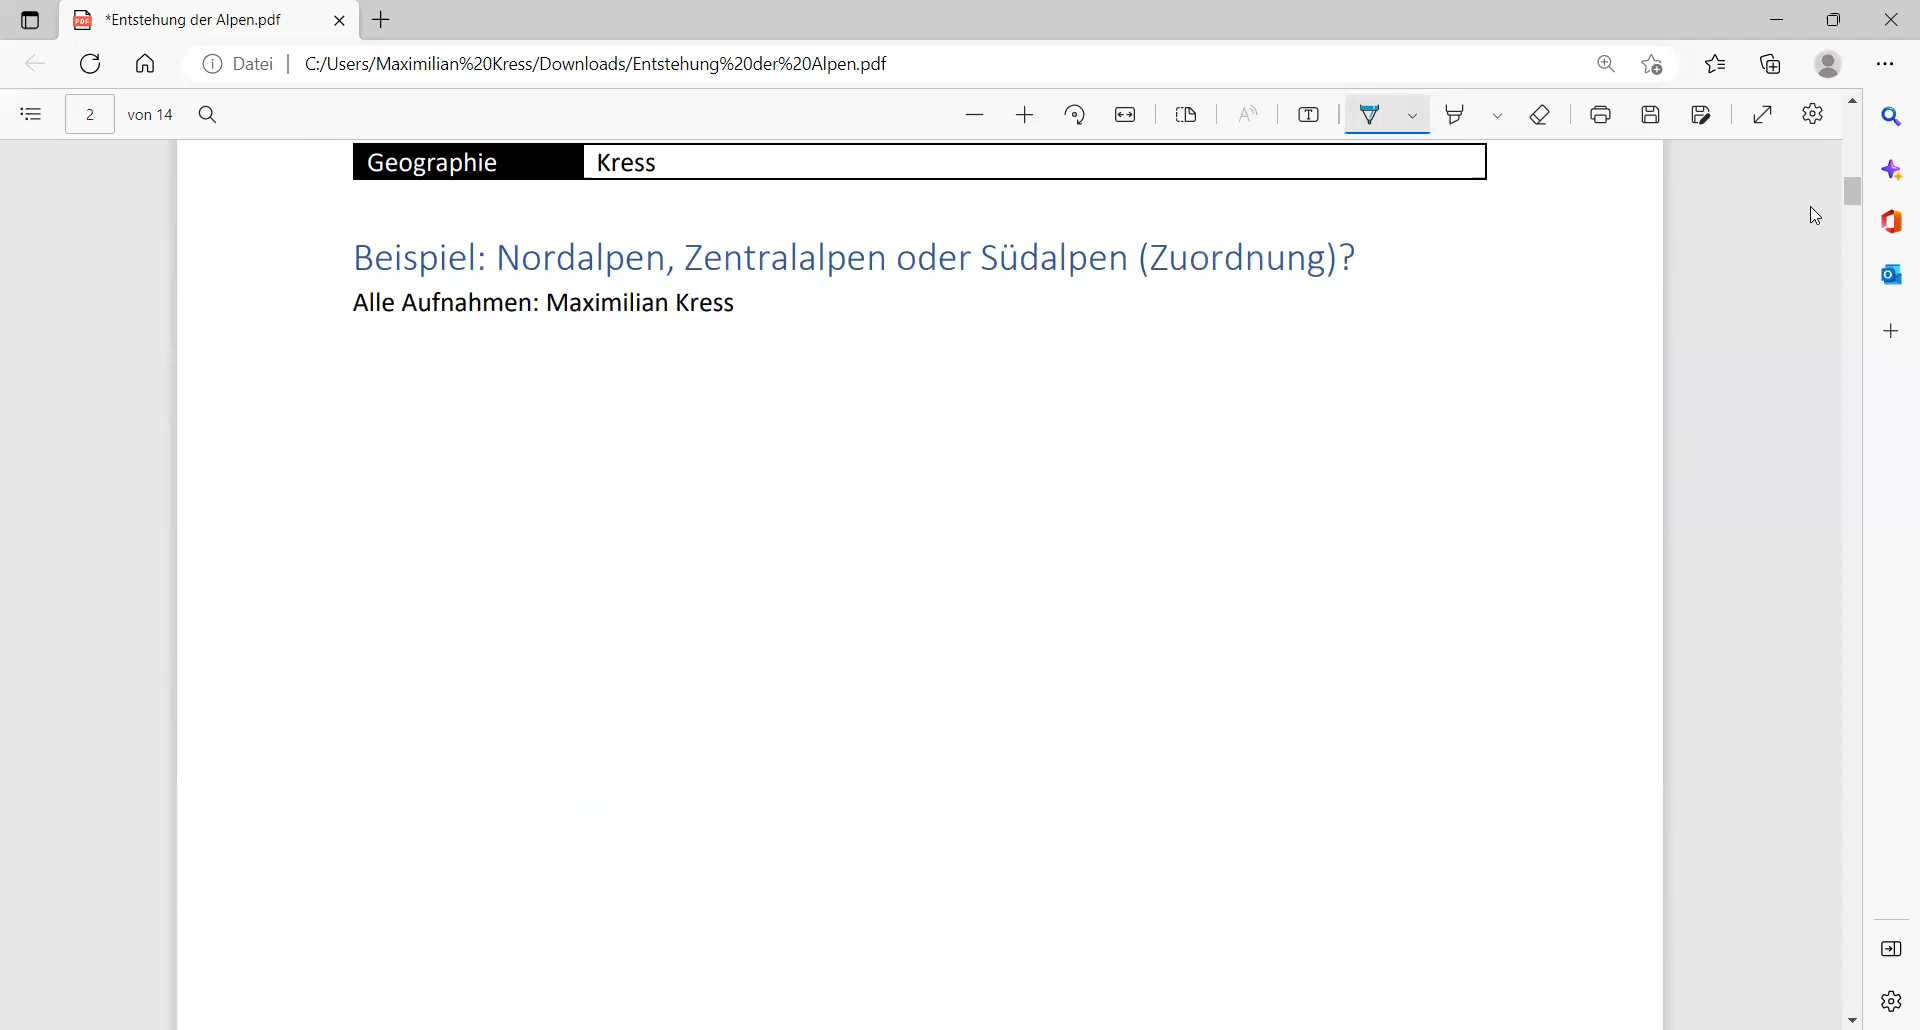 *Entstehung der Alpen.pdf
Datei
C:/Users/Maximilian%20Kress/Downloads/Entstehung%20der%20Alpen.pdf
2 von 14
Geographie Kress
Beispiel: Nordalpen, Zentralalpen oder Südalpen (Zuordnung)?
Alle Aufnahmen: Maximilian Kress